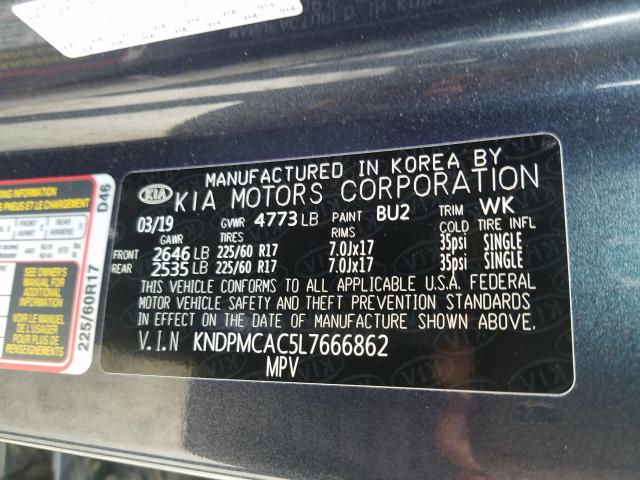 MANUFACTURED IN KOREA BY
KIA KIA MOTORS CORPORATION
03/19 GVWR 4773 LB PAINT BU2 TRIM WK
GAWR TIRES RIMS COLD TIRE INFL
FRONT 2646 LB 225/60 R17 7.0Jx17 35psi SINGLE
REAR 2535 LB 225/60 R17 7.0Jx17 35psi SINGLE
THIS VEHICLE CONFORMS TO ALL APPLICABLE U.S.A. FEDERAL
MOTOR VEHICLE SAFETY AND THEFT PREVENTION STANDARDS
IN EFFECT ON THE DATE OF MANUFACTURE SHOWN ABOVE.
V.I.N KNDPMCAC5L7666862
MPV
SEE OWNER'S
MANUAL FOR
ADDITIONAL
INFORMATION
VOIR LE MANUEL
DE L'USAGER
POUR PLUS DE
RENSEIGNEMENTS
225/60R17 D46